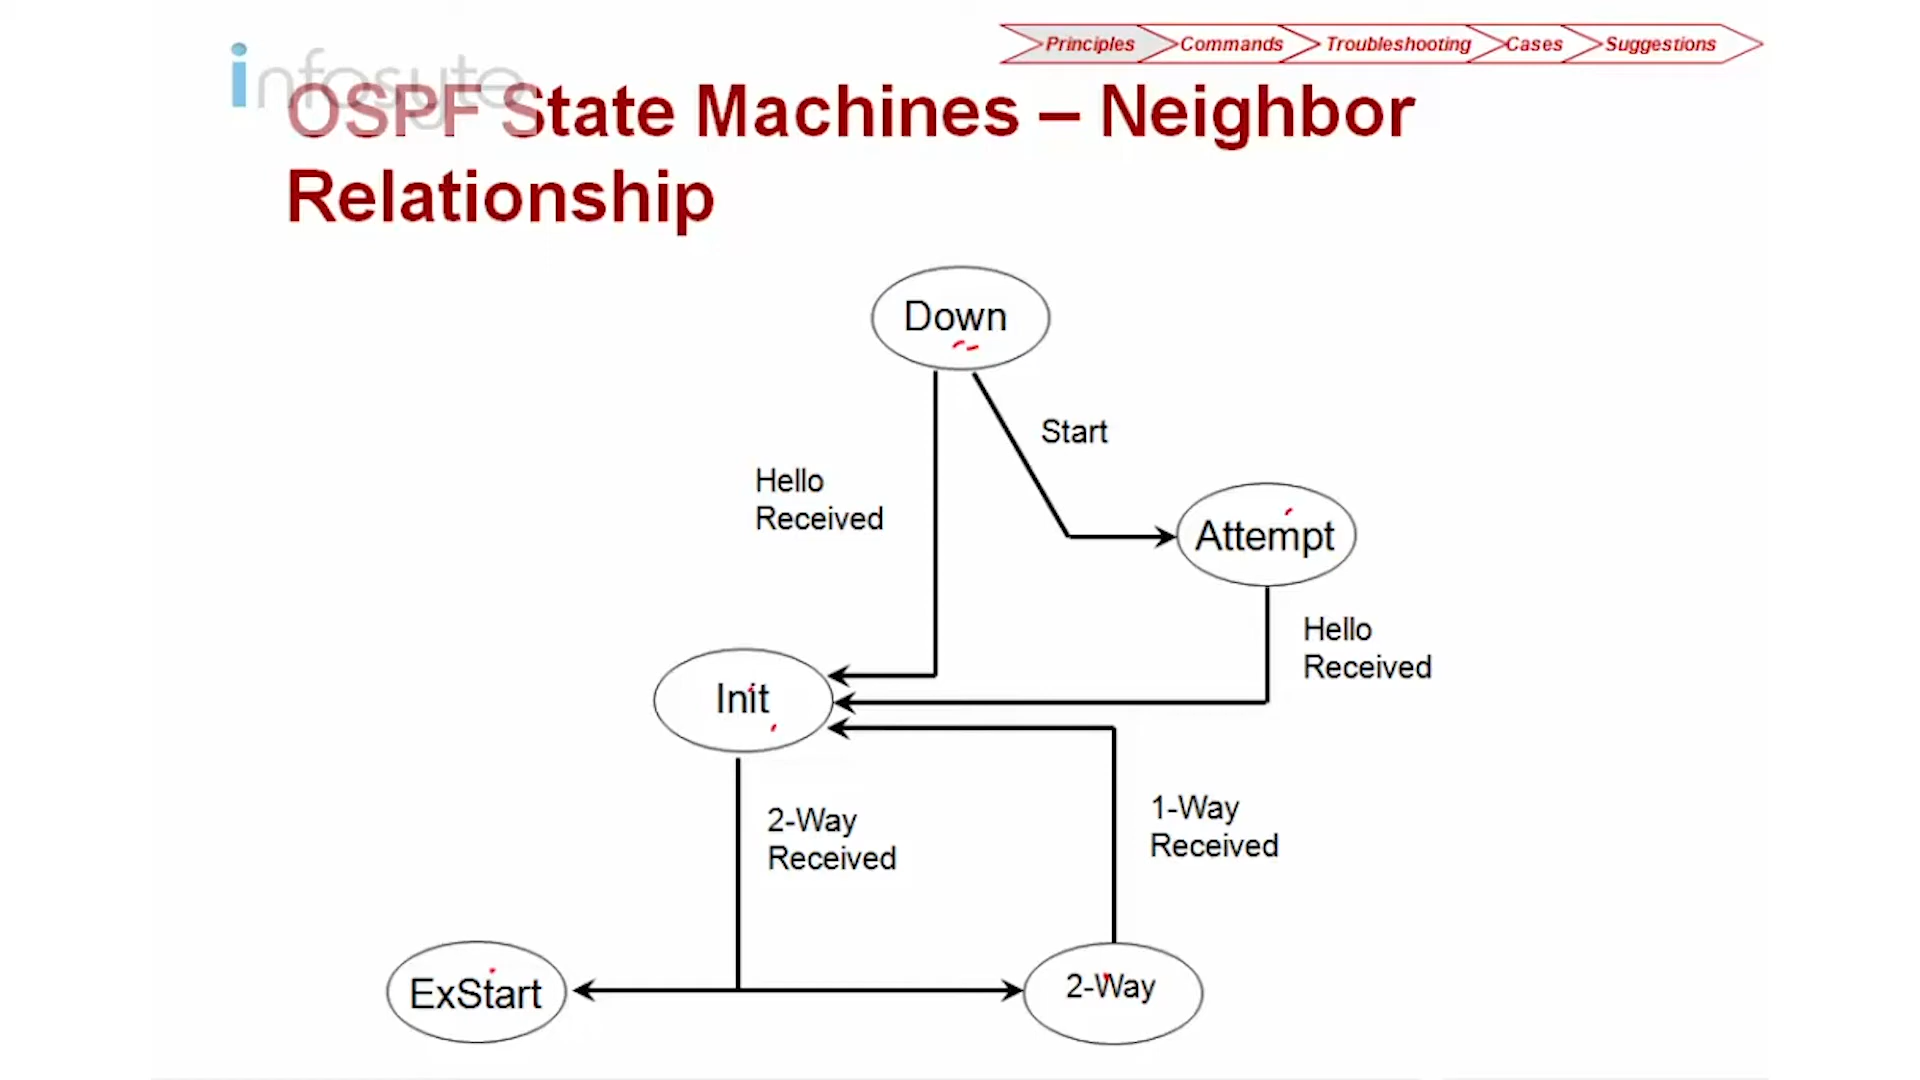 Principles Commands Troubleshooting Cases Suggestions
infosyte
OSPF State Machines – Neighbor
Relationship
Down
Start
Hello
Received
Attempt
Hello
Received
Init
2-Way
Received
1-Way
Received
ExStart
2-Way